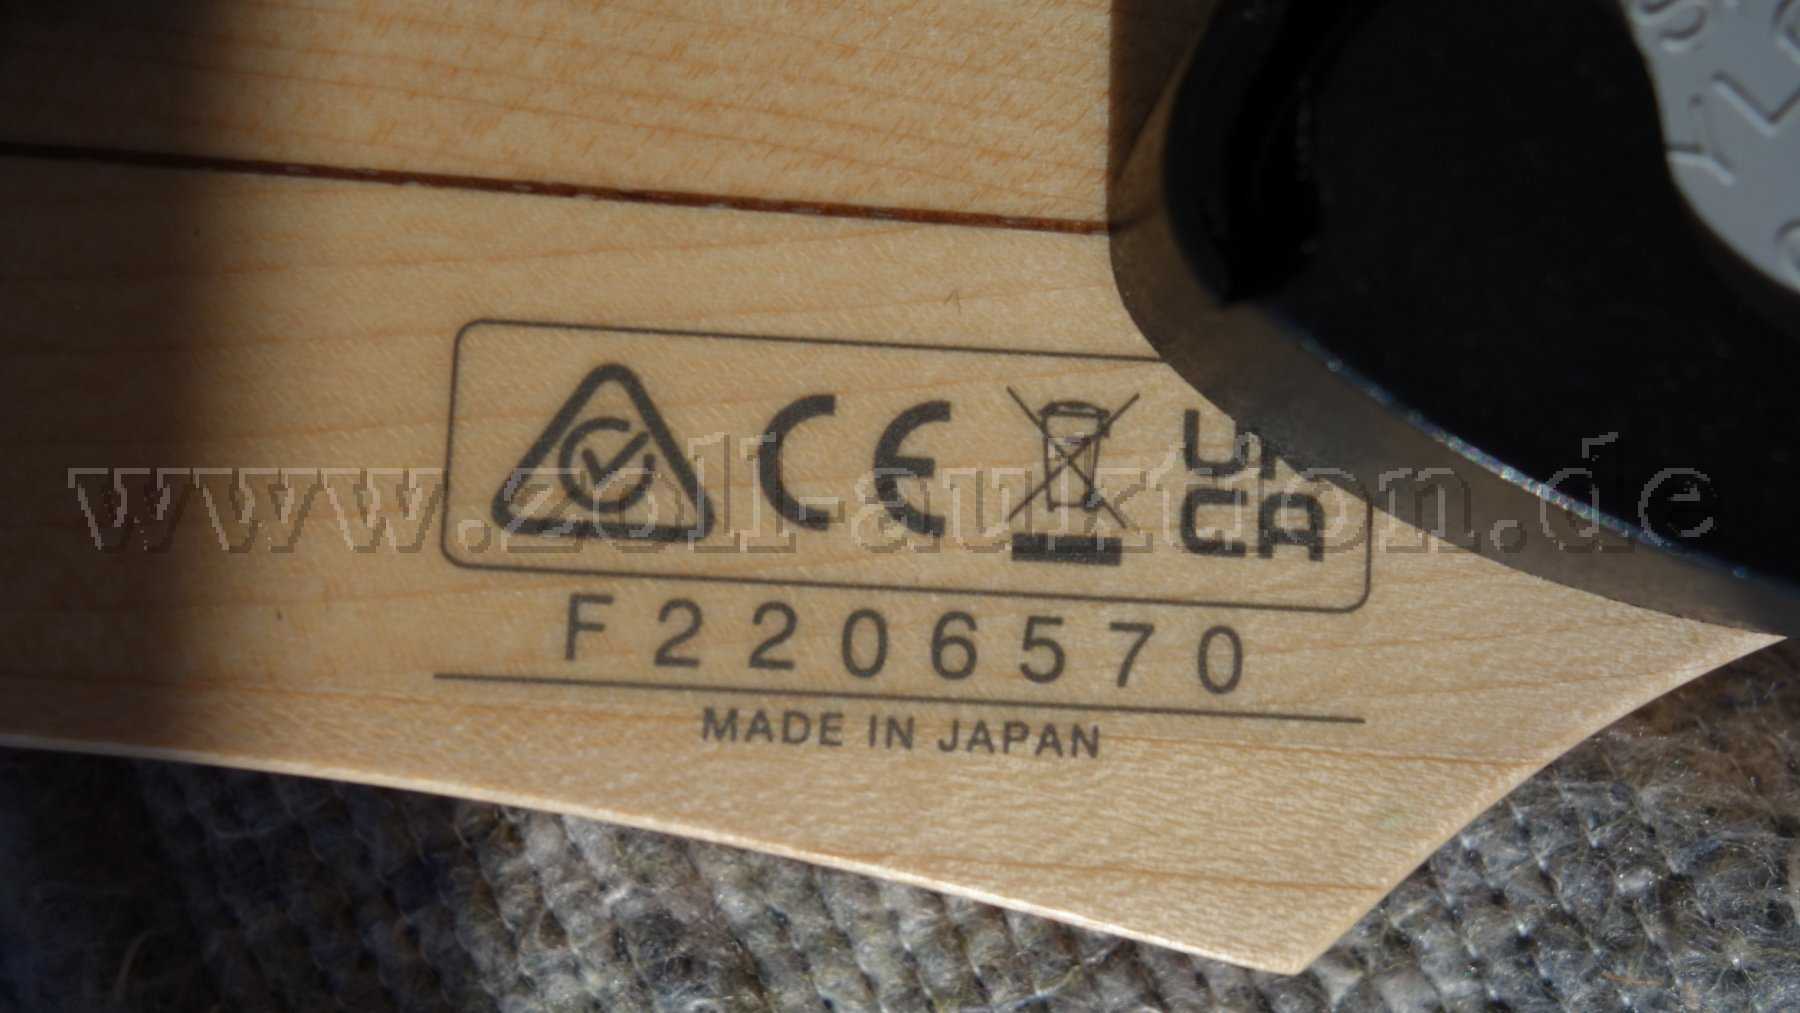 CE UK
CA
F2206570
MADE IN JAPAN
www.zoll-auktion.de